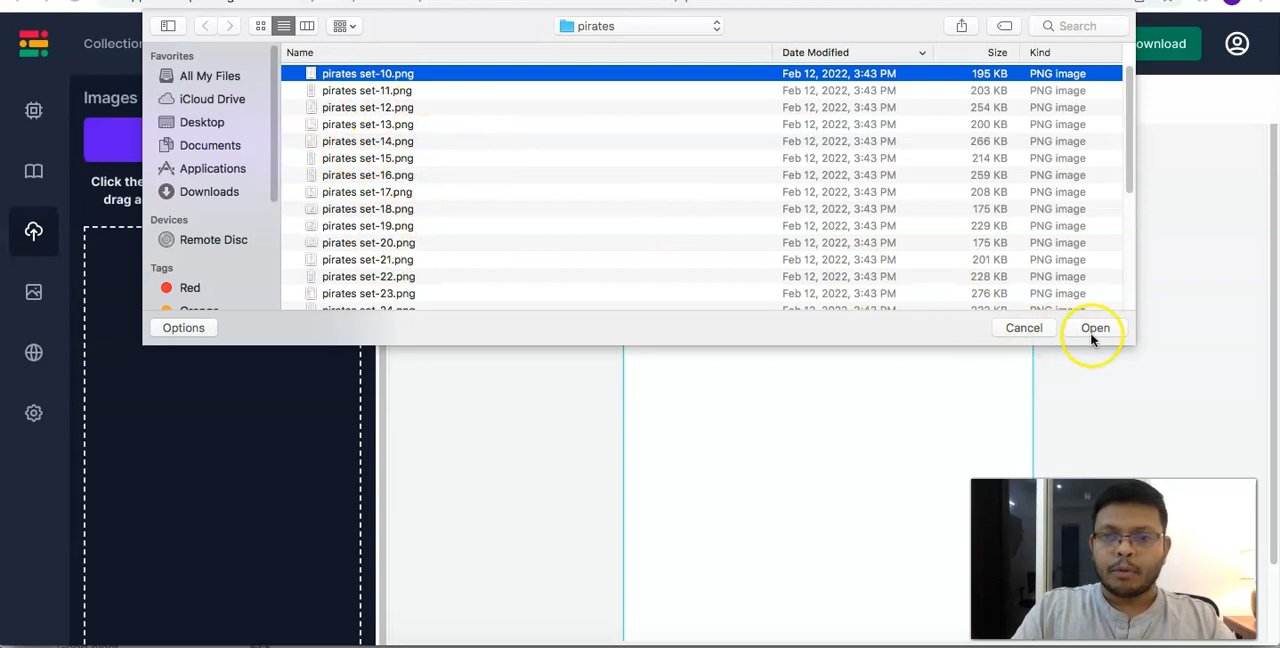 pirates
Search
Collection
ownload
Images
Click the
drag a
Favorites
All My Files
iCloud Drive
Desktop
Documents
Applications
Downloads
Devices
Remote Disc
Tags
Red
Orange
Name Date Modified Size Kind
pirates set-10.png Feb 12, 2022, 3:43 PM 195 KB PNG image
pirates set-11.png Feb 12, 2022, 3:43 PM 203 KB PNG image
pirates set-12.png Feb 12, 2022, 3:43 PM 254 KB PNG image
pirates set-13.png Feb 12, 2022, 3:43 PM 200 KB PNG image
pirates set-14.png Feb 12, 2022, 3:43 PM 266 KB PNG image
pirates set-15.png Feb 12, 2022, 3:43 PM 214 KB PNG image
pirates set-16.png Feb 12, 2022, 3:43 PM 259 KB PNG image
pirates set-17.png Feb 12, 2022, 3:43 PM 208 KB PNG image
pirates set-18.png Feb 12, 2022, 3:43 PM 175 KB PNG image
pirates set-19.png Feb 12, 2022, 3:43 PM 229 KB PNG image
pirates set-20.png Feb 12, 2022, 3:43 PM 175 KB PNG image
pirates set-21.png Feb 12, 2022, 3:43 PM 201 KB PNG image
pirates set-22.png Feb 12, 2022, 3:43 PM 228 KB PNG image
pirates set-23.png Feb 12, 2022, 3:43 PM 276 KB PNG image
Options Cancel Open